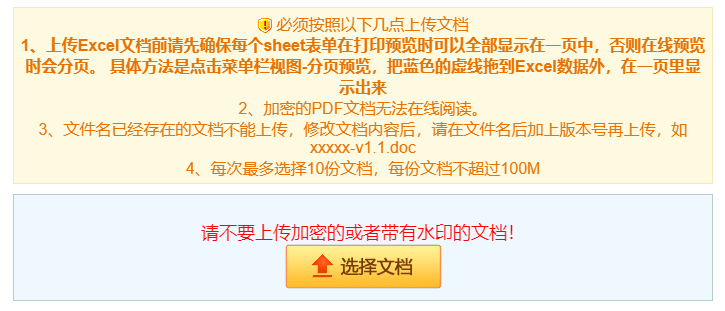 必须按照以下几点上传文档
1、上传Excel文档前请先确保每个sheet表单在打印预览时可以全部显示在一页中，否则在线预览
时会分页。 具体方法是点击菜单栏视图-分页预览，把蓝色的虚线拖到Excel数据外，在一页里显
示出来
2、加密的PDF文档无法在线阅读。
3、文件名已经存在的文档不能上传，修改文档内容后，请在文件名后加上版本号再上传，如
xxxxx-v1.1.doc
4、每次最多选择10份文档，每份文档不超过100M
请不要上传加密的或者带有水印的文档！
选择文档